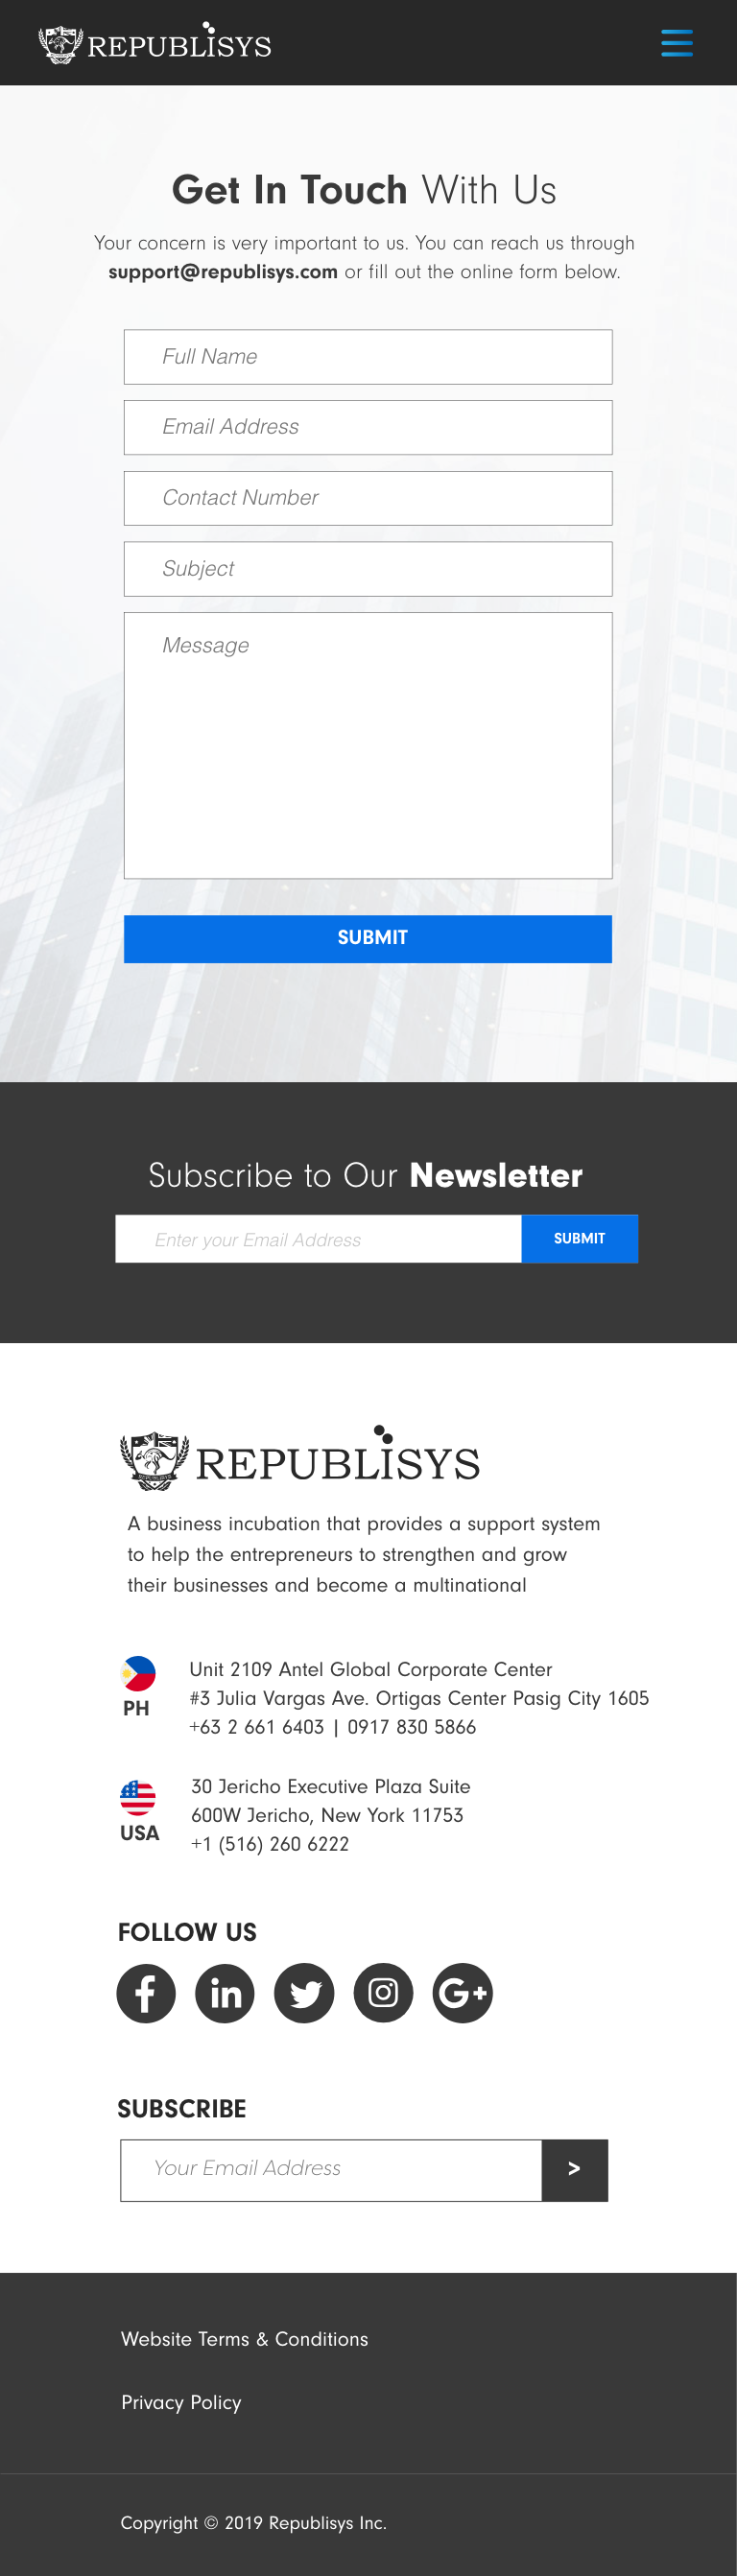 REPUBLISYS
Get In Touch With Us
Your concern is very important to us. You can reach us through
support@republisys.com or fill out the online form below.
Full Name
Email Address
Contact Number
Subject
Message
SUBMIT
Subscribe to Our Newsletter
Enter your Email Address
SUBMIT
REPUBLISYS
A business incubation that provides a support system
to help the entrepreneurs to strengthen and grow
their businesses and become a multinational
PH
Unit 2109 Antel Global Corporate Center
#3 Julia Vargas Ave. Ortigas Center Pasig City 1605
+63 2 661 6403 | 0917 830 5866
USA
30 Jericho Executive Plaza Suite
600W Jericho, New York 11753
+1 (516) 260 6222
FOLLOW US
f in G+
SUBSCRIBE
Your Email Address >
Website Terms & Conditions
Privacy Policy
Copyright © 2019 Republisys Inc.